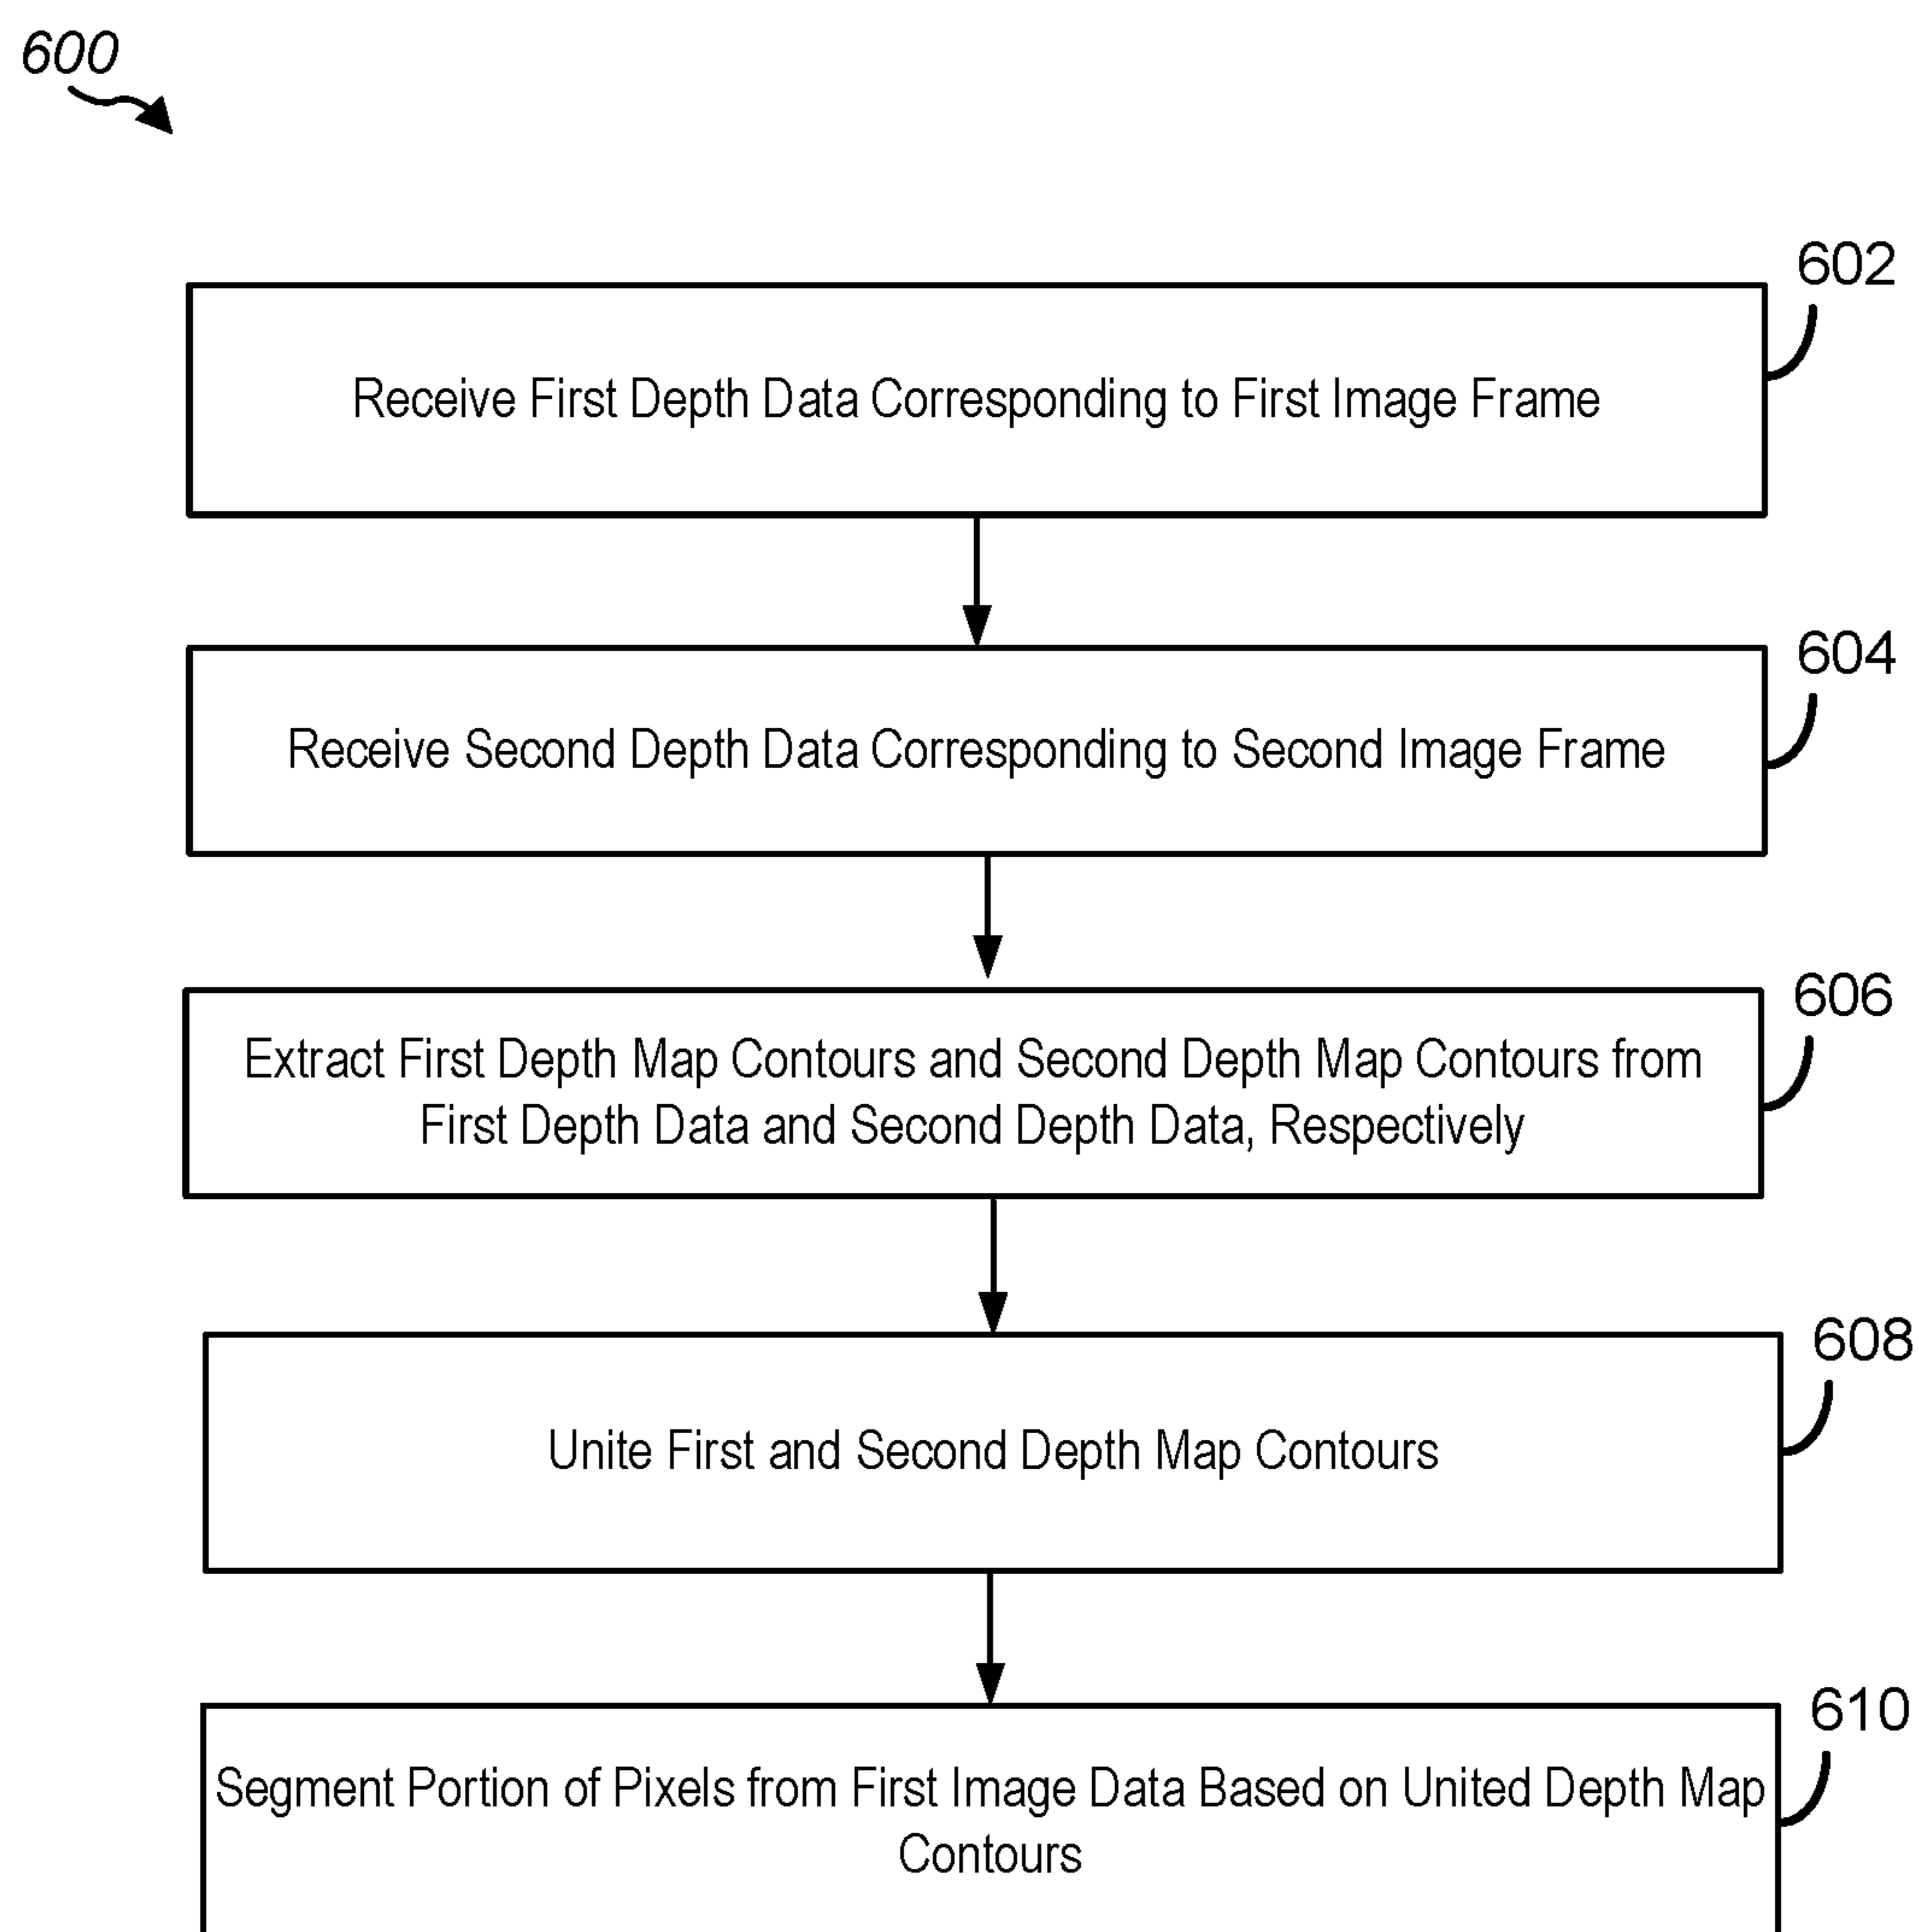 600
602
Receive First Depth Data Corresponding to First Image Frame
604
Receive Second Depth Data Corresponding to Second Image Frame
606
Extract First Depth Map Contours and Second Depth Map Contours from
First Depth Data and Second Depth Data, Respectively
608
Unite First and Second Depth Map Contours
610
Segment Portion of Pixels from First Image Data Based on United Depth Map
Contours